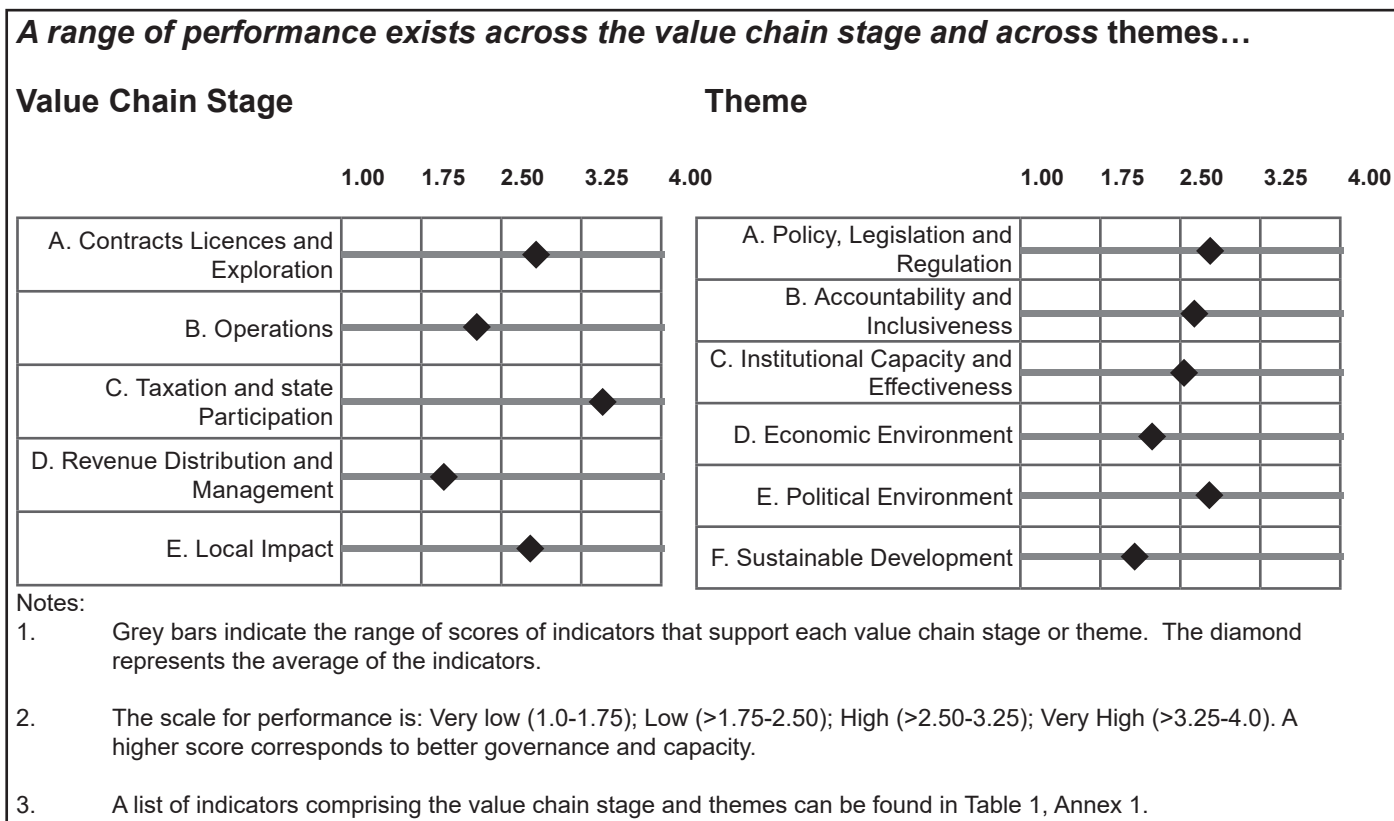 A range of performance exists across the value chain stage and across themes…
Value Chain Stage
1.00 1.75 2.50 3.25 4.00
A. Contracts Licences and
Exploration
B. Operations
C. Taxation and state
Participation
D. Revenue Distribution and
Management
E. Local Impact
Theme
1.00 1.75 2.50 3.25 4.00
A. Policy, Legislation and
Regulation
B. Accountability and
Inclusiveness
C. Institutional Capacity and
Effectiveness
D. Economic Environment
E. Political Environment
F. Sustainable Development
Notes:
1. Grey bars indicate the range of scores of indicators that support each value chain stage or theme. The diamond
represents the average of the indicators.
2. The scale for performance is: Very low (1.0-1.75); Low (>1.75-2.50); High (>2.50-3.25); Very High (>3.25-4.0). A
higher score corresponds to better governance and capacity.
3. A list of indicators comprising the value chain stage and themes can be found in Table 1, Annex 1.